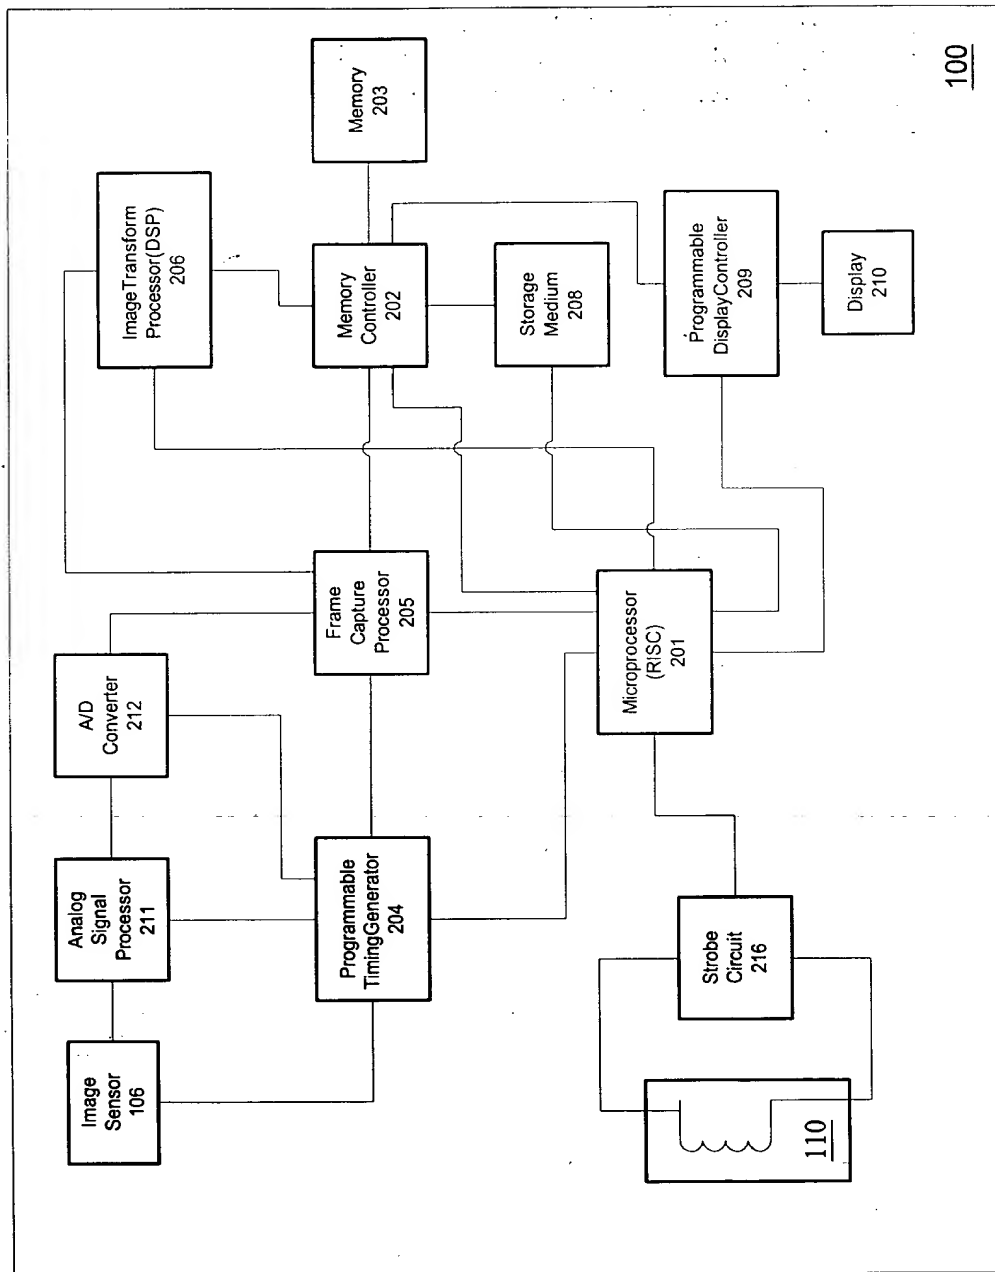 Image
Sensor
106
Analog
Signal
Processor
211
A/D
Converter
212
ImageTransform
Processor(DSP)
206
Programmable
TimingGenerator
204
Frame
Capture
Processor
205
Memory
Controller
202
Memory
203
Storage
Medium
208
Microprocessor
(RISC)
201
Programmable
DisplayController
209
Strobe
Circuit
216
Display
210
110
100